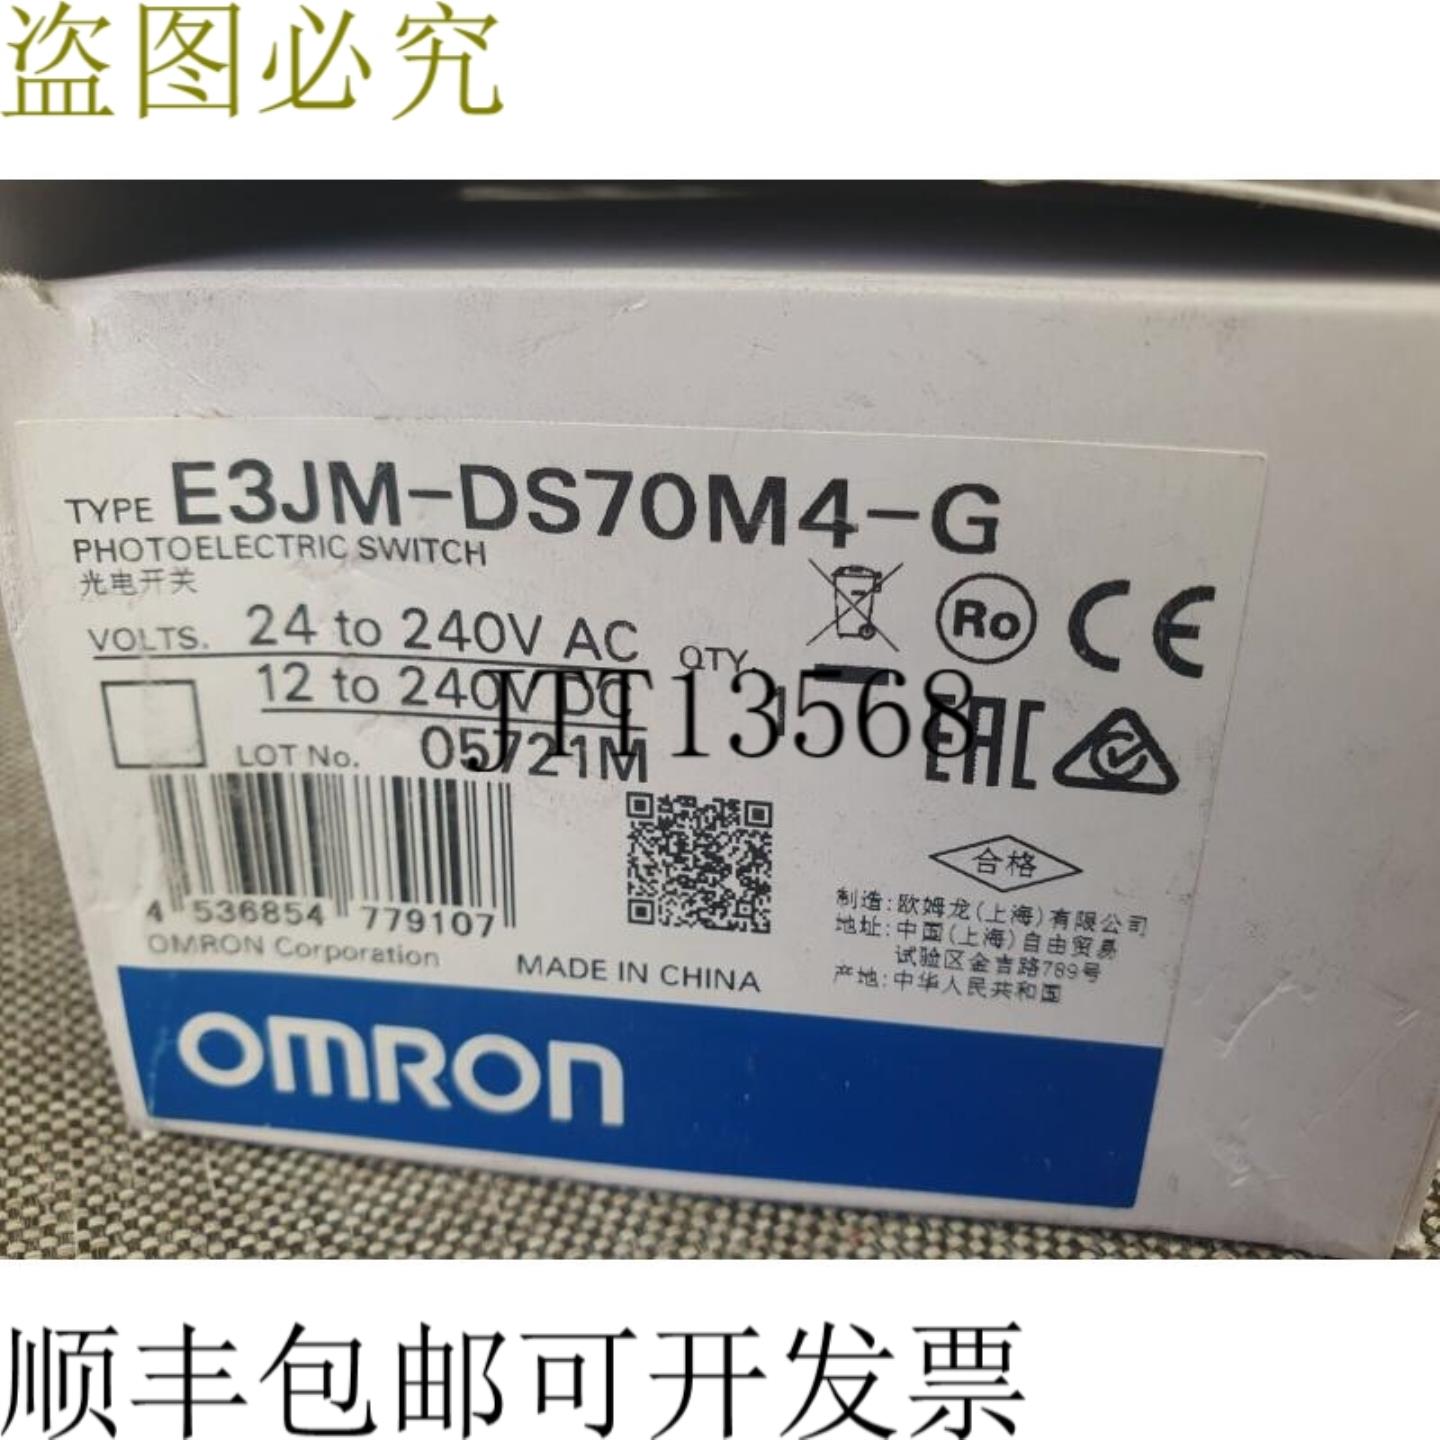 盗图必究
TYPE E3JM-DS70M4-G
PHOTOELECTRIC SWITCH
光电开关
VOLTS. 24 to 240V AC
12 to 240V DC
QTY. 1
JTT13568
LOT No. 05721M
Ro
CE
EAC
合格
4 536854 779107
OMRON Corporation
MADE IN CHINA
制造:欧姆龙(上海)有限公司
地址:中国(上海)自由贸易
试验区金吉路789号
产地:中华人民共和国
OMRON
顺丰包邮可开发票